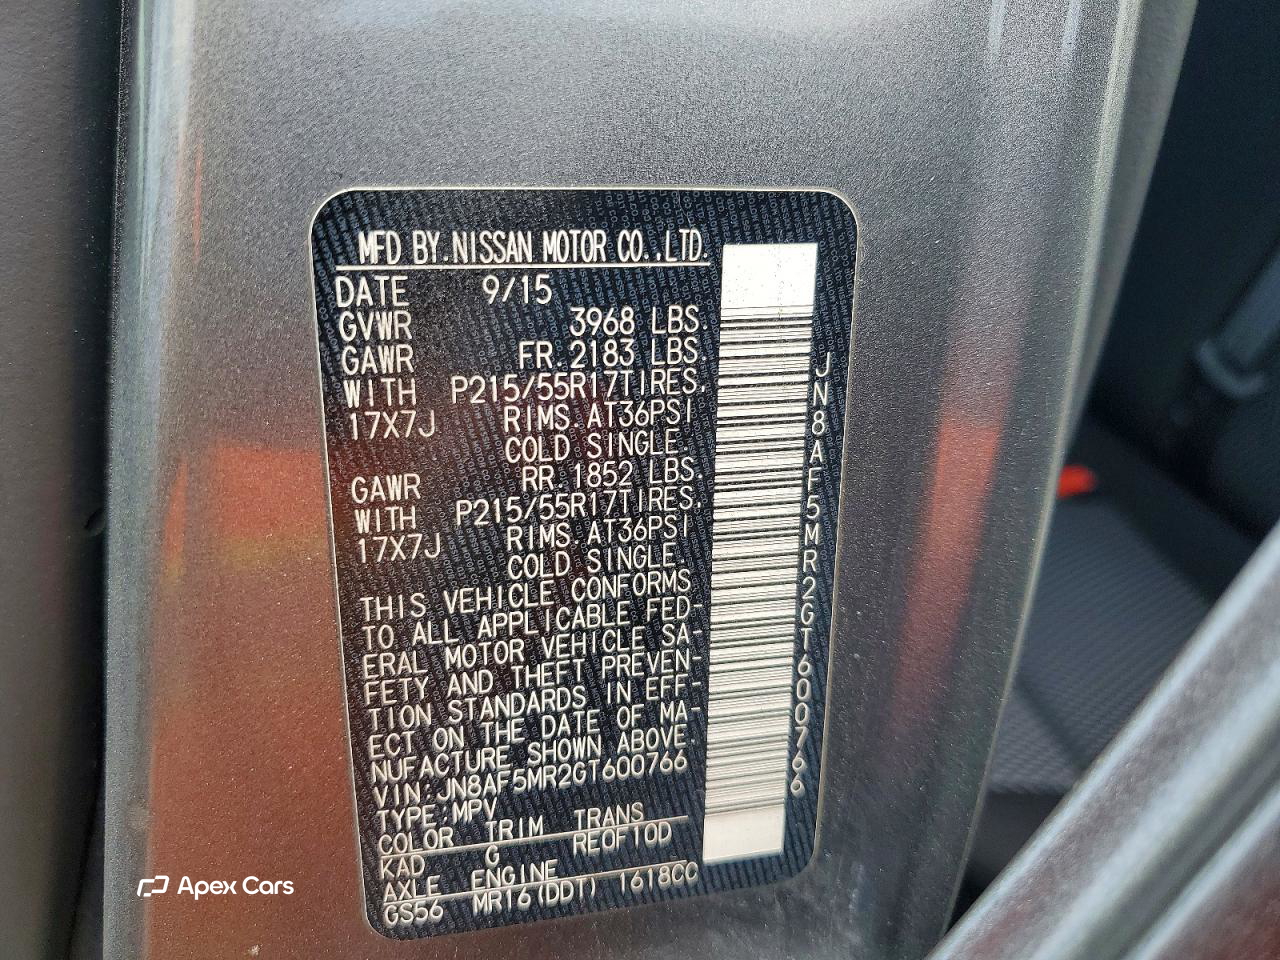 MFD BY.NISSAN MOTOR CO.,LTD.
DATE 9/15
GVWR 3968 LBS.
GAWR FR.2183 LBS.
WITH P215/55R17TIRES.
17X7J RIMS.AT36PSI
COLD SINGLE.
GAWR RR.1852 LBS.
WITH P215/55R17TIRES.
17X7J RIMS.AT36PSI
COLD SINGLE.
THIS VEHICLE CONFORMS
TO ALL APPLICABLE FED-
ERAL MOTOR VEHICLE SA-
FETY AND THEFT PREVEN-
TION STANDARDS IN EFF-
ECT ON THE DATE OF MA-
NUFACTURE SHOWN ABOVE.
VIN:JN8AF5MR2GT600766
TYPE:MPV
COLOR TRIM TRANS
KAD G RE0F10D
AXLE ENGINE
GS56 MR16(DDT) 1618CC
JN8AF5MR2GT600766
Apex Cars